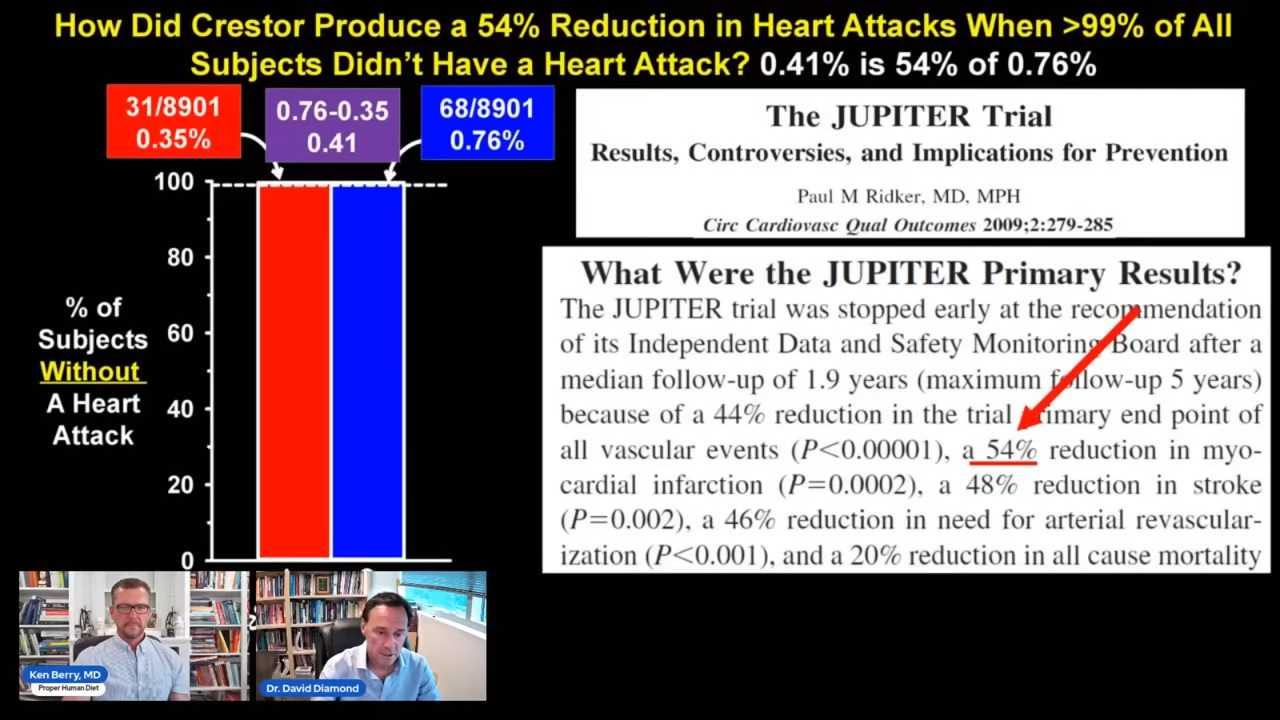 How Did Crestor Produce a 54% Reduction in Heart Attacks When >99% of All
Subjects Didn't Have a Heart Attack? 0.41% is 54% of 0.76%
31/8901
0.35%
0.76-0.35
0.41
68/8901
0.76%
100
80
60
40
20
0
% of
Subjects
Without
A Heart
Attack
The JUPITER Trial
Results, Controversies, and Implications for Prevention
Paul M Ridker, MD, MPH
Circ Cardiovasc Qual Outcomes 2009;2:279-285
What Were the JUPITER Primary Results?
The JUPITER trial was stopped early at the recommendation
of its Independent Data and Safety Monitoring Board after a
median follow-up of 1.9 years (maximum follow-up 5 years)
because of a 44% reduction in the trial primary end point of
all vascular events (P<0.00001), a 54% reduction in myo-
cardial infarction (P=0.0002), a 48% reduction in stroke
(P=0.002), a 46% reduction in need for arterial revascular-
ization (P<0.001), and a 20% reduction in all cause mortality
Ken Berry, MD
Proper Human Diet
Dr. David Diamond